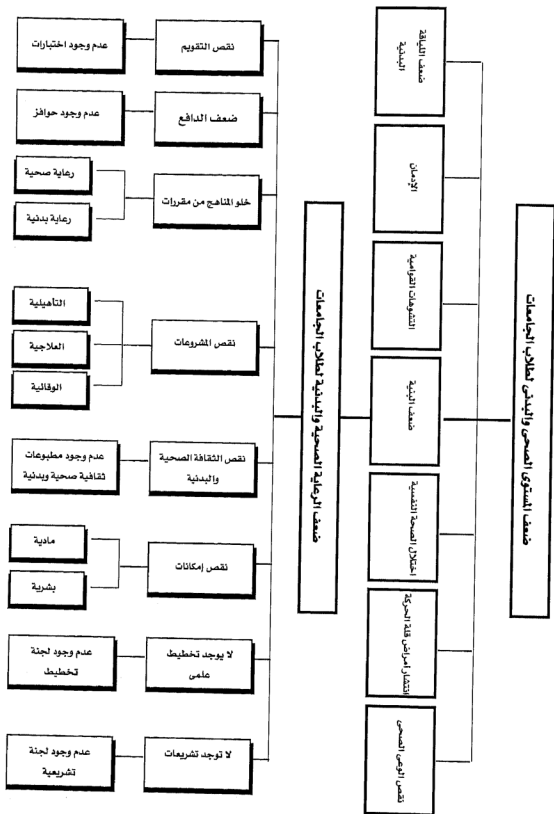 ضعف المستوى الصحى والبدنى لطلاب الجامعات
ضعف اللياقة
البدنية
الإدمان
التشوهات القوامية
ضعف البنية
اختلال الصحة النفسية
انتشار أمراض قلة الحركة
نقص الوعى الصحى
ضعف الرعاية الصحية والبدنية لطلاب الجامعات
نقص التقويم
عدم وجود اختبارات
ضعف الدافع
عدم وجود حوافز
خلو المناهج من مقررات
رعاية صحية
رعاية بدنية
نقص المشروعات
التأهيلية
العلاجية
الوقائية
نقص الثقافة الصحية
والبدنية
عدم وجود مطبوعات
ثقافية صحية وبدنية
نقص إمكانات
مادية
بشرية
لا يوجد تخطيط
علمى
عدم وجود لجنة
تخطيط
لا توجد تشريعات
عدم وجود لجنة
تشريعية